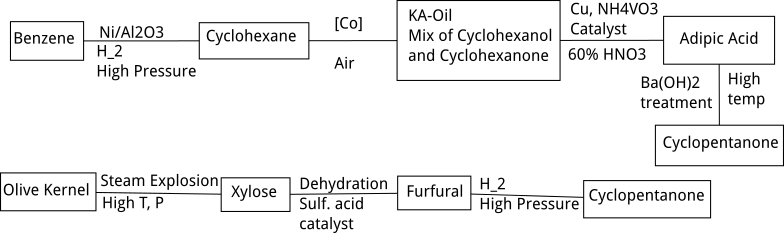 Benzene
Ni/Al2O3
H_2
High Pressure
Cyclohexane
[Co]
Air
KA-Oil
Mix of Cyclohexanol
and Cyclohexanone
Cu, NH4VO3
Catalyst
60% HNO3
Adipic Acid
Ba(OH)2
treatment
High
temp
Cyclopentanone
Olive Kernel
Steam Explosion
High T, P
Xylose
Dehydration
Sulf. acid
catalyst
Furfural
H_2
High Pressure
Cyclopentanone